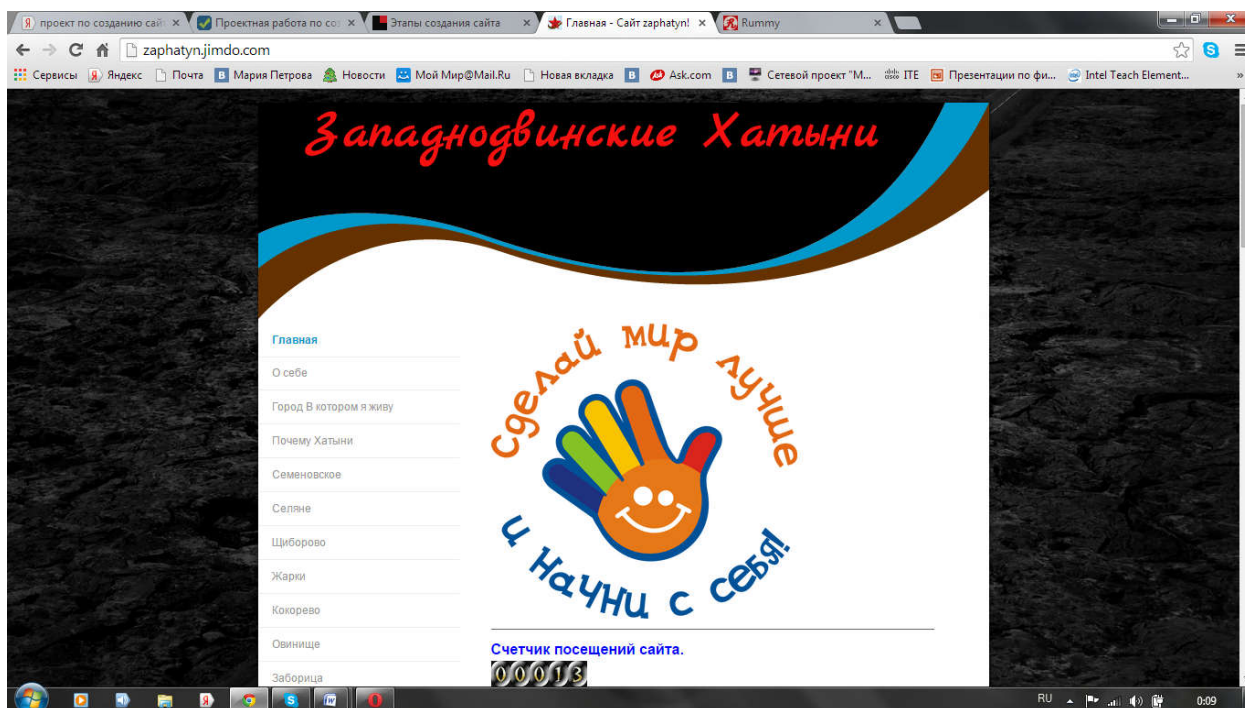 проект по созданию сай
Проектная работа по со
Этапы создания сайта
Главная - Сайт zaphatyn!
Rummy
zaphatyn.jimdo.com
Сервисы
Яндекс
Почта
Мария Петрова
Новости
Мой Мир@Mail.Ru
Новая вкладка
Ask.com
Сетевой проект "М...
ITE
Презентации по фи...
Intel Teach Element...
Западнодвинские Хатыни
Главная
О себе
Город В котором я живу
Почему Хатыни
Семеновское
Селяне
Щиборово
Жарки
Кокорево
Овинище
Заборица
Сделай мир лучше
и начни с себя!
Счетчик посещений сайта.
00013
RU
0:09